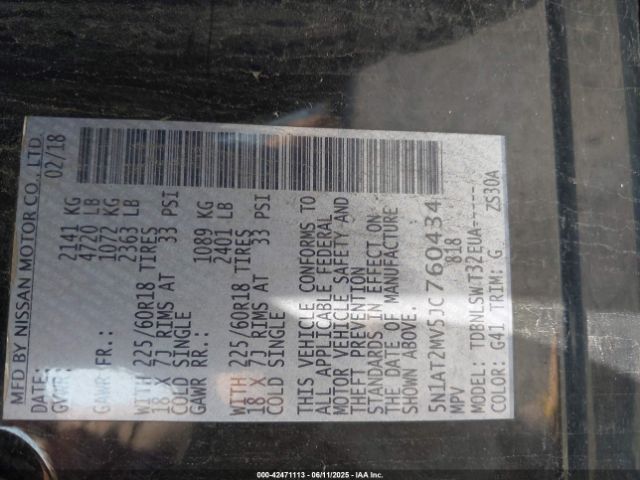 MFD BY NISSAN MOTOR CO., LTD
DATE: 02/18
GVWR: 2141 KG
4720 LB
GAWR FR.: 1072 KG
2363 LB
WITH: 225/60R18 TIRES
18 X 7J RIMS AT 33 PSI
COLD SINGLE
GAWR RR.: 1089 KG
2401 LB
WITH: 225/60R18 TIRES
18 X 7J RIMS AT 33 PSI
COLD SINGLE
THIS VEHICLE CONFORMS TO
ALL APPLICABLE FEDERAL
MOTOR VEHICLE SAFETY AND
THEFT PREVENTION
STANDARDS IN EFFECT ON
THE DATE OF MANUFACTURE
SHOWN ABOVE.
5N1AT2MV5JC760434
MPV 818
MODEL: TDBNLSWT32EUA-----
COLOR: G41 TRIM: G ZS30A
000-42471113 - 06/11/2025 - IAA Inc.